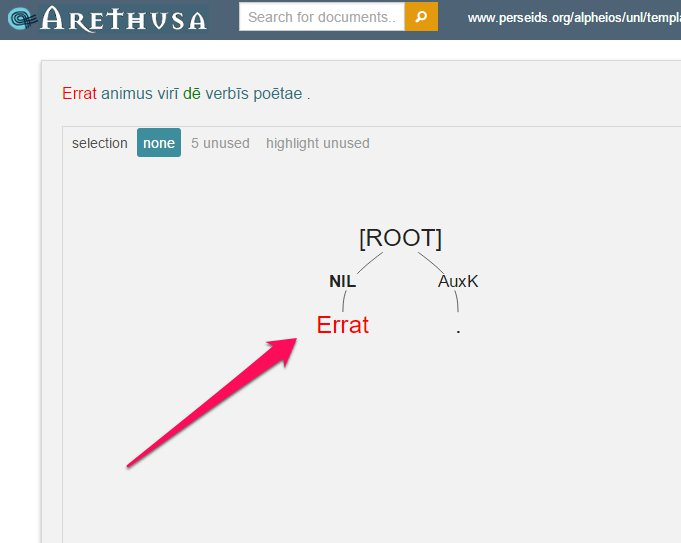 ARETHUSA Search for documents.. www.perseids.org/alpheios/unl/templa
Errat animus virī dē verbīs poētae .
selection none 5 unused highlight unused
[ROOT]
NIL AuxK
Errat .